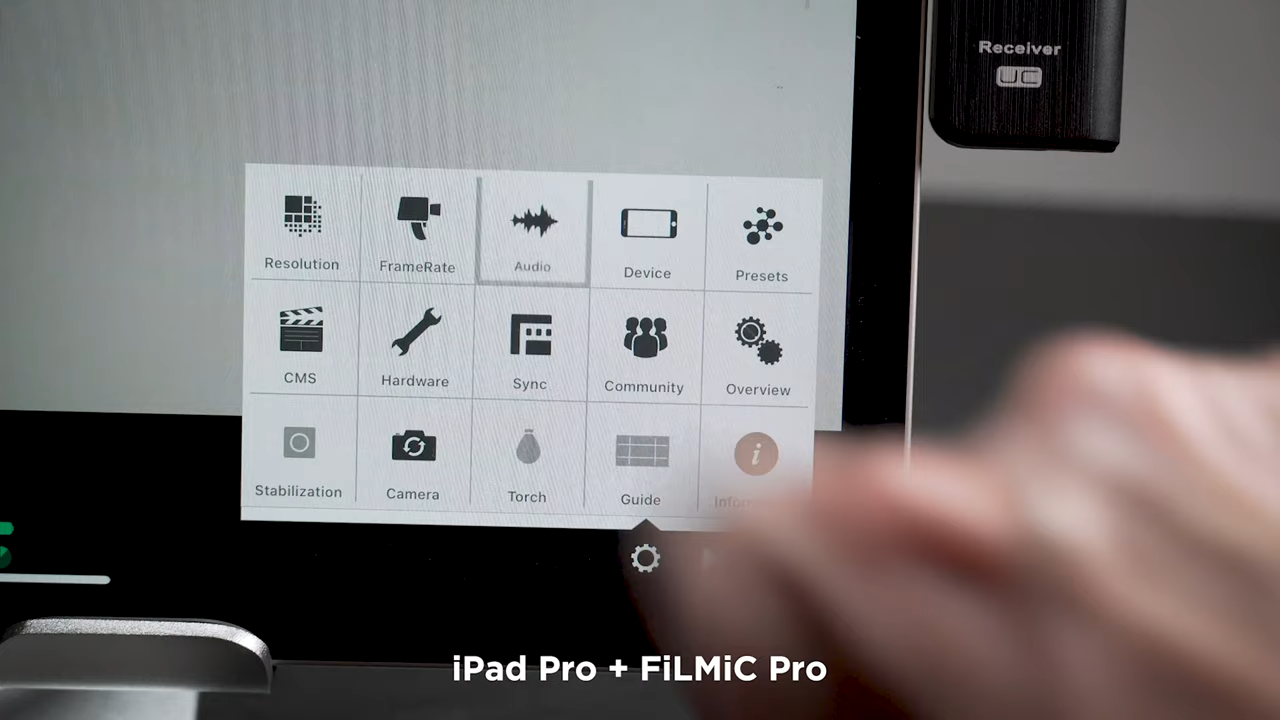 Receiver
UC
Resolution
FrameRate
Audio
Device
Presets
CMS
Hardware
Sync
Community
Overview
Stabilization
Camera
Torch
Guide
iPad Pro + FiLMiC Pro